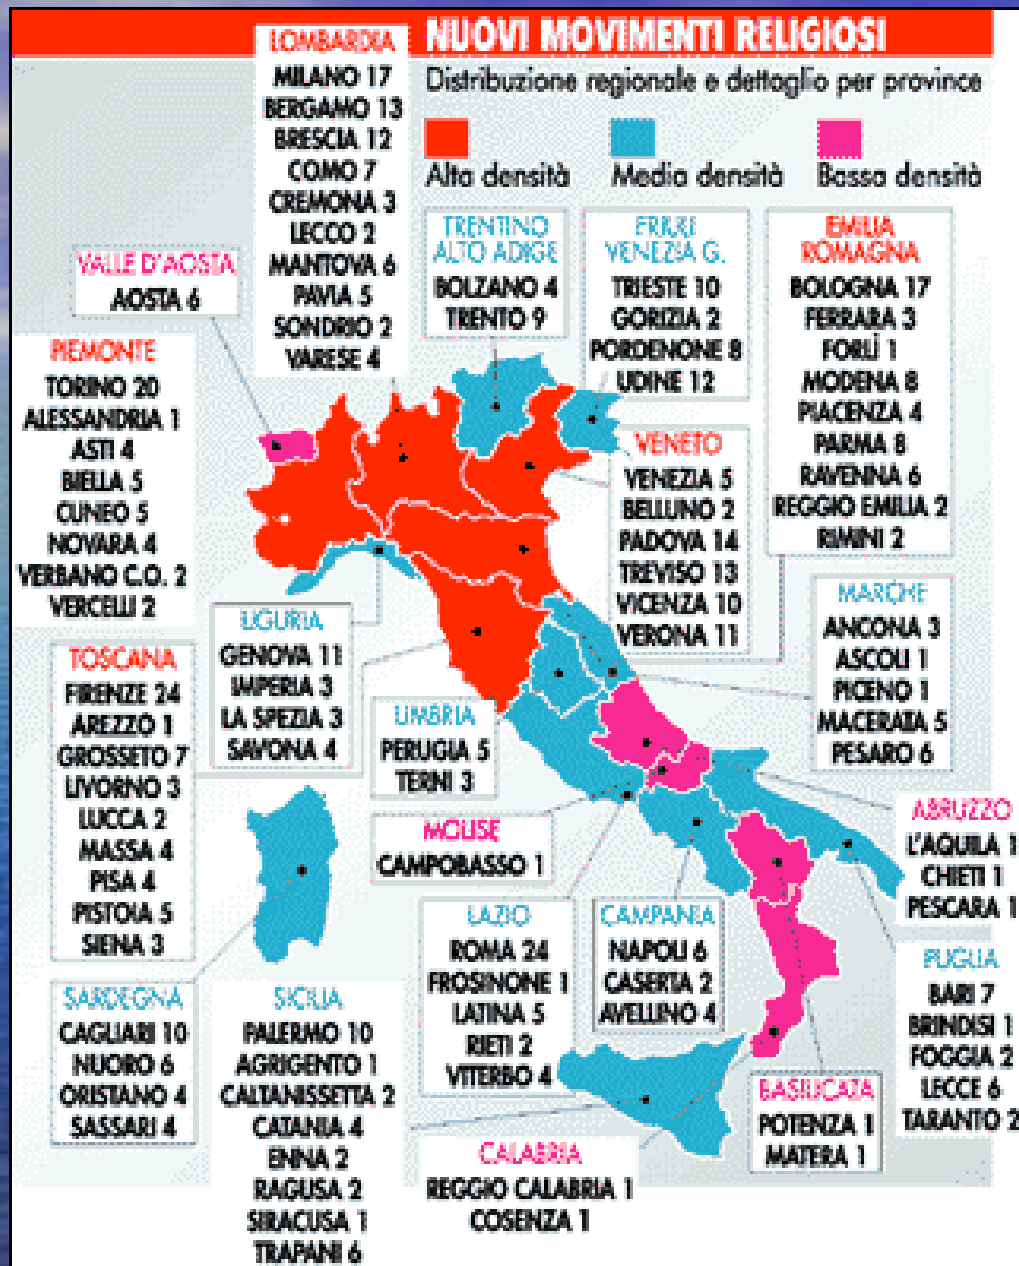 NUOVI MOVIMENTI RELIGIOSI
Distribuzione regionale e dettaglio per province
Alta densità
Media densità
Bassa densità
LOMBARDIA
MILANO 17
BERGAMO 13
BRESCIA 12
COMO 7
CREMONA 3
LECCO 2
MANTOVA 6
PAVIA 5
SONDRIO 2
VARESE 4
TRENTINO
ALTO ADIGE
BOLZANO 4
TRENTO 9
FRIULI
VENEZIA G.
TRIESTE 10
GORIZIA 2
PORDENONE 8
UDINE 12
EMILIA
ROMAGNA
BOLOGNA 17
FERRARA 3
FORLÌ 1
MODENA 8
PIACENZA 4
PARMA 8
RAVENNA 6
REGGIO EMILIA 2
RIMINI 2
VALLE D'AOSTA
AOSTA 6
PIEMONTE
TORINO 20
ALESSANDRIA 1
ASTI 4
BIELLA 5
CUNEO 5
NOVARA 4
VERBANO C.O. 2
VERCELLI 2
VENETO
VENEZIA 5
BELLUNO 2
PADOVA 14
TREVISO 13
VICENZA 10
VERONA 11
MARCHE
ANCONA 3
ASCOLI 1
PICENO 1
MACERATA 5
PESARO 6
LIGURIA
GENOVA 11
IMPERIA 3
LA SPEZIA 3
SAVONA 4
TOSCANA
FIRENZE 24
AREZZO 1
GROSSETO 7
LIVORNO 3
LUCCA 2
MASSA 4
PISA 4
PISTOIA 5
SIENA 3
UMBRIA
PERUGIA 5
TERNI 3
MOLISE
CAMPOBASSO 1
ABRUZZO
L'AQUILA 1
CHIETI 1
PESCARA 1
LAZIO
ROMA 24
FROSINONE 1
LATINA 5
RIETI 2
VITERBO 4
CAMPANIA
NAPOLI 6
CASERTA 2
AVELLINO 4
PUGLIA
BARI 7
BRINDISI 1
FOGGIA 2
LECCE 6
TARANTO 2
SARDEGNA
CAGLIARI 10
NUORO 6
ORISTANO 4
SASSARI 4
SICILIA
PALERMO 10
AGRIGENTO 1
CALTANISSETTA 2
CATANIA 4
ENNA 2
RAGUSA 2
SIRACUSA 1
TRAPANI 6
CALABRIA
REGGIO CALABRIA 1
COSENZA 1
BASILICATA
POTENZA 1
MATERA 1